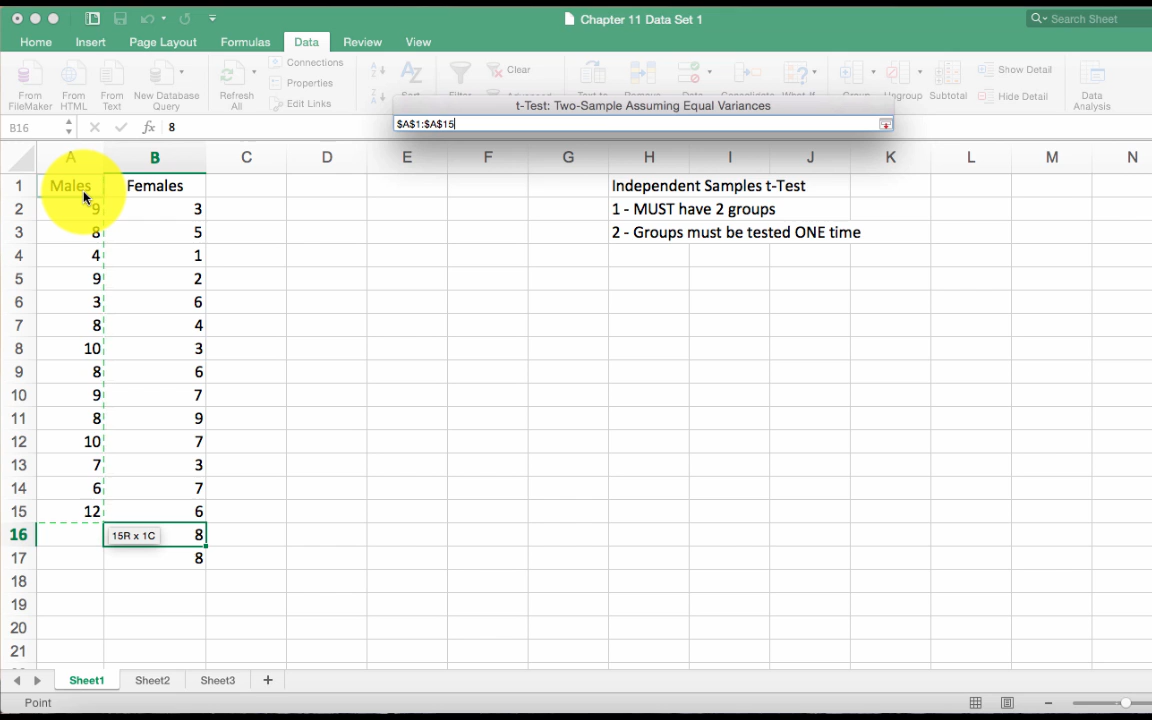 Chapter 11 Data Set 1
Search Sheet
Home Insert Page Layout Formulas Data Review View
From FileMaker
From HTML
From Text
New Database Query
Refresh All
Connections
Properties
Edit Links
Clear
Show Detail
Hide Detail
Ungroup
Subtotal
Data Analysis
t-Test: Two-Sample Assuming Equal Variances
$A$1:$A$15
B16 fx 8
A B C D E F G H I J K L M N
1 Males Females Independent Samples t-Test
2 9 3 1 - MUST have 2 groups
3 8 5 2 - Groups must be tested ONE time
4 4 1
5 9 2
6 3 6
7 8 4
8 10 3
9 8 6
10 9 7
11 8 9
12 10 7
13 7 3
14 6 7
15 12 6
16 15R x 1C 8
17 8
18
19
20
21
Sheet1 Sheet2 Sheet3 +
Point